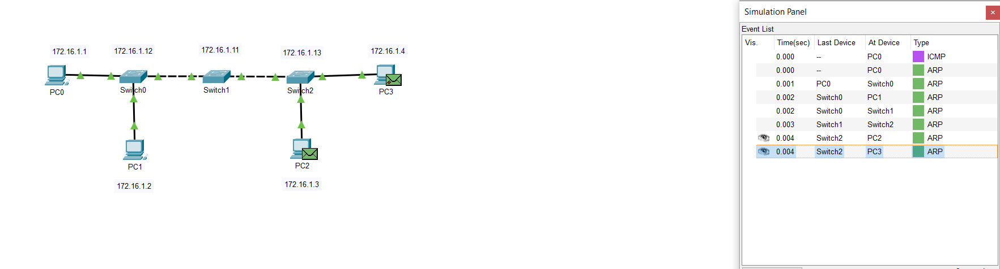 Simulation Panel
Event List
Vis. Time(sec) Last Device At Device Type
0.000 -- PC0 ICMP
0.000 -- PC0 ARP
0.001 PC0 Switch0 ARP
0.002 Switch0 PC1 ARP
0.002 Switch0 Switch1 ARP
0.003 Switch1 Switch2 ARP
0.004 Switch2 PC2 ARP
0.004 Switch2 PC3 ARP
172.16.1.1 172.16.1.12 172.16.1.11 172.16.1.13 172.16.1.4
PC0 Switch0 Switch1 Switch2 PC3
PC1 PC2
172.16.1.2 172.16.1.3